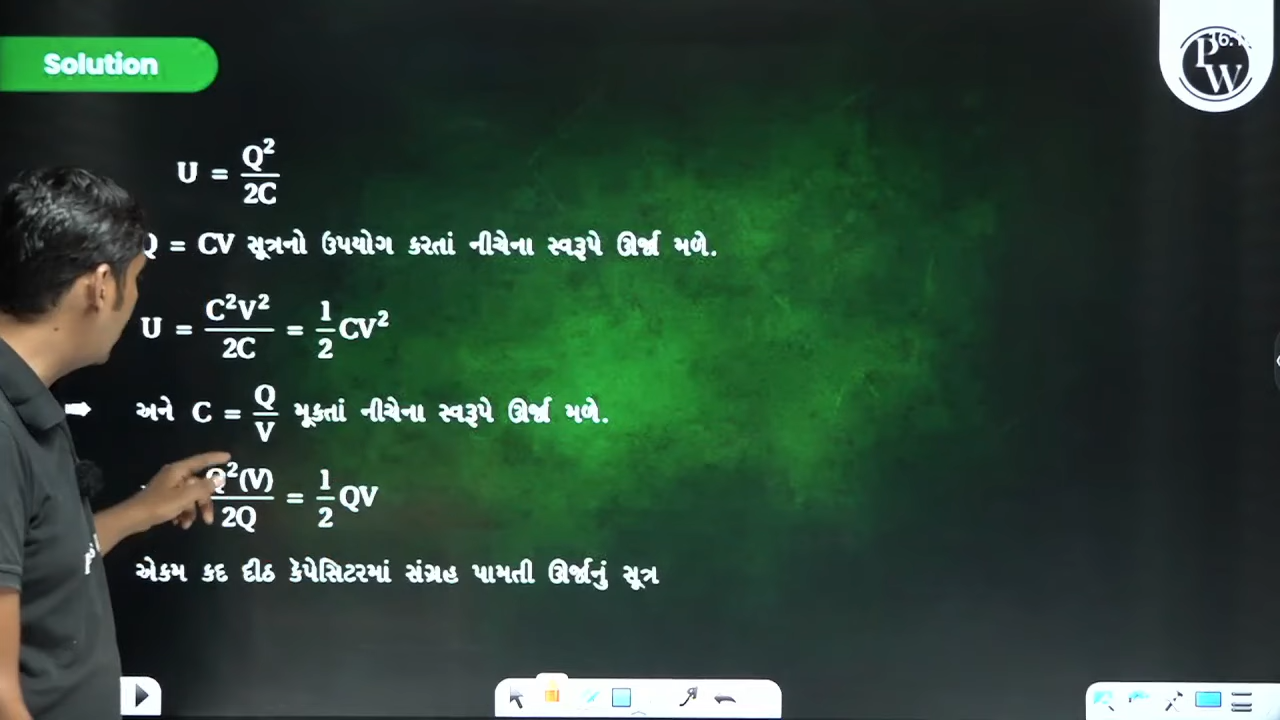 Solution
PW
U = Q²/2C
Q = CV સૂત્રનો ઉપયોગ કરતાં નીચેના સ્વરૂપે ઊર્જા મળે.
U = C²V²/2C = 1/2 CV²
અને C = Q/V મૂકતાં નીચેના સ્વરૂપે ઊર્જા મળે.
Q²(V)/2Q = 1/2 QV
એકમ કદ દીઠ કૅપેસિટરમાં સંગ્રહ પામતી ઊર્જાનું સૂત્ર